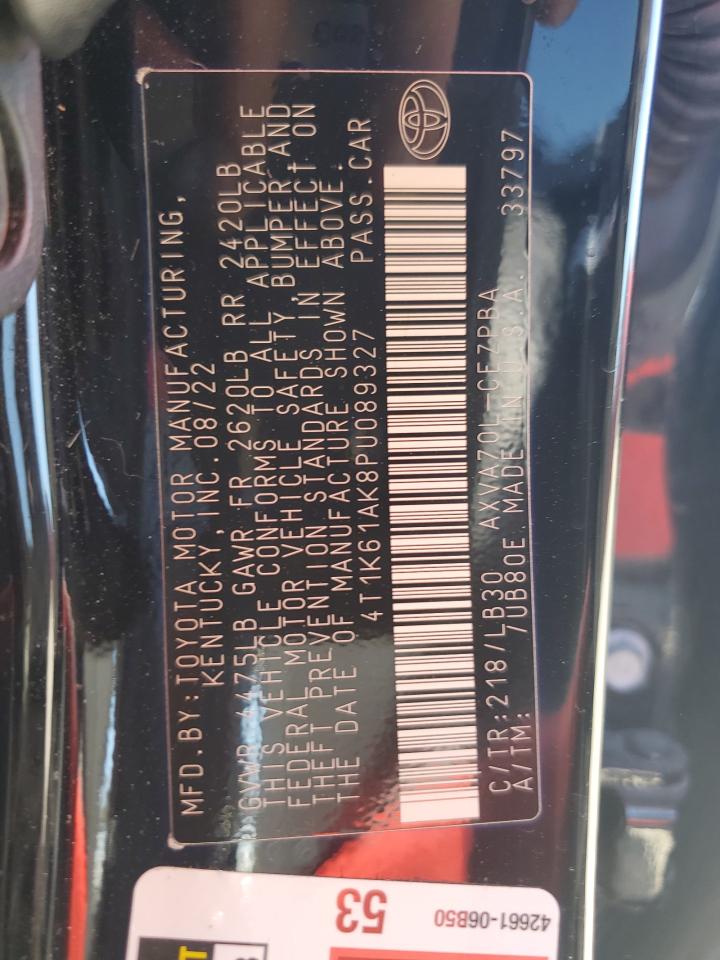 MFD.BY:TOYOTA MOTOR MANUFACTURING,
KENTUCKY, INC. 08/22
GVWR 4475LB GAWR FR 2620LB RR 2420LB
THIS VEHICLE CONFORMS TO ALL APPLICABLE
FEDERAL MOTOR VEHICLE SAFETY, BUMPER AND
THEFT PREVENTION STANDARDS IN EFFECT ON
THE DATE OF MANUFACTURE SHOWN ABOVE.
4T1K61AK8PU089327 PASS.CAR
C/TR:218/LB30 AXVA70L-CEZPBA
A/TM: /UB80E MADE IN U.S.A. 33797
53
42661-06B50